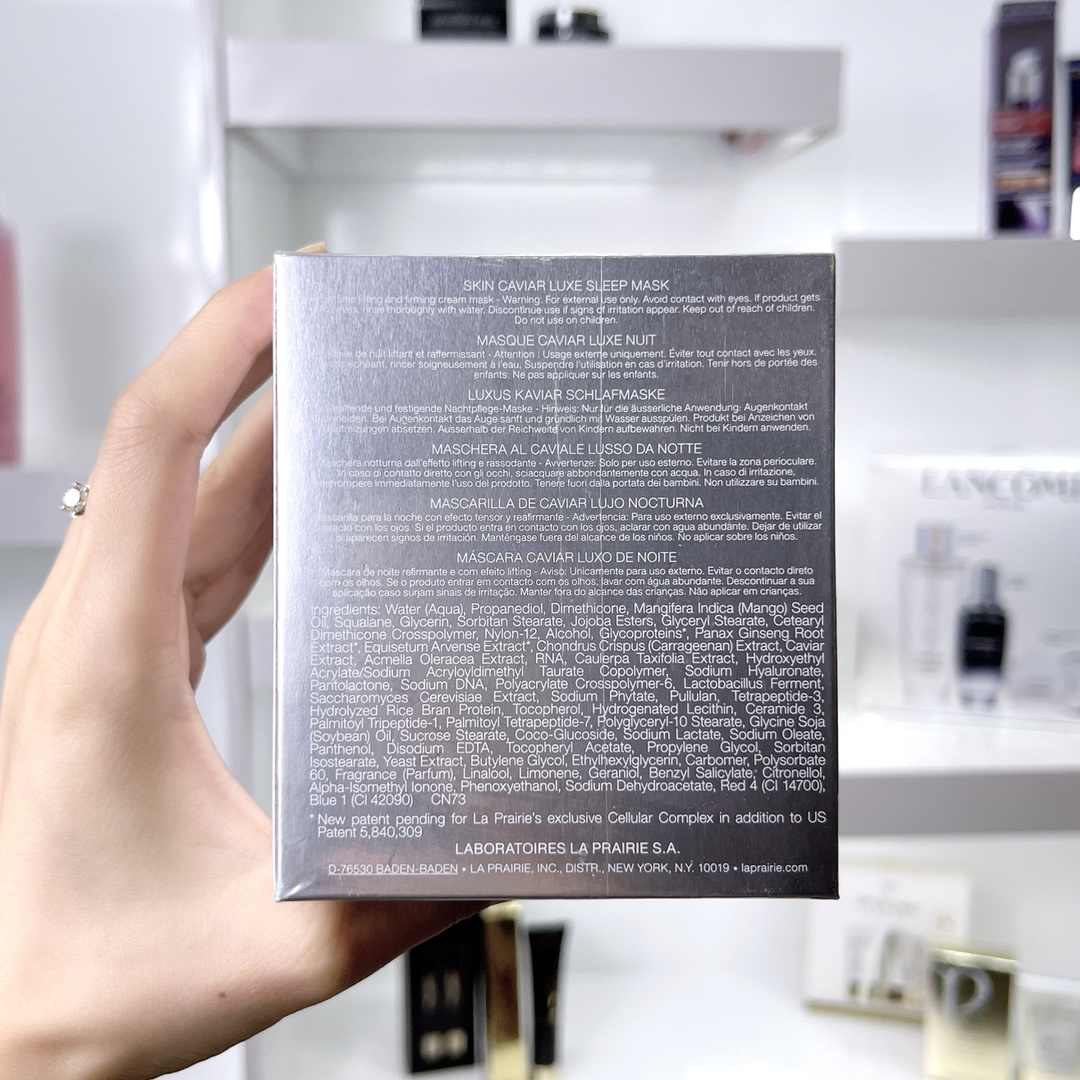 SKIN CAVIAR LUXE SLEEP MASK
lifting and firming cream mask - Warning: For external use only. Avoid contact with eyes. If product gets
rinse thoroughly with water. Discontinue use if signs of irritation appear. Keep out of reach of children.
Do not use on children.
MASQUE CAVIAR LUXE NUIT
de nuit liftant et raffermissant - Attention : Usage externe uniquement. Éviter tout contact avec les yeux.
échéant, rincer soigneusement à l'eau, Suspendre l'utilisation en cas d'irritation. Tenir hors de portée des
enfants. Ne pas appliquer sur les enfants.
LUXUS KAVIAR SCHLAFMASKE
und festigende Nachtpflege-Maske - Hinweis: Nur für die äusserliche Anwendung: Augenkontakt
Bei Augenkontakt das Auge sanft und gründlich mit Wasser ausspülen. Produkt bei Anzeichen von
absetzen. Ausserhalb der Reichweite von Kindern aufbewahren. Nicht bei Kindern anwenden.
MASCHERA AL CAVIALE LUSSO DA NOTTE
notturna dall'effetto lifting e rassodante - Avvertenze: Solo per uso esterno. Evitare la zona perioculare.
In caso di contatto diretto con gli occhi, sciacquare abbondantemente con acqua. In caso di irritazione,
immediatamente l'uso del prodotto. Tenere fuori dalla portata dei bambini. Non utilizzare su bambini.
MASCARILLA DE CAVIAR LUJO NOCTURNA
para la noche con efecto tensor y reafirmante - Advertencia: Para uso externo exclusivamente. Evitar el
con los ojos. Si el producto entra en contacto con los ojos, aclarar con agua abundante. Dejar de utilizar
si aparecen signos de irritación. Manténgase fuera del alcance de los niños. No aplicar sobre los niños.
MÁSCARA CAVIAR LUXO DE NOITE
Máscara de noite refirmante e com efeito lifting - Aviso: Unicamente para uso externo. Evitar o contacto direto
com os olhos. Se o produto entrar em contacto com os olhos, lavar com água abundante. Descontinuar a sua
aplicação caso surjam sinais de irritação. Manter fora do alcance das crianças. Não aplicar em crianças.
Ingredients: Water (Aqua), Propanediol, Dimethicone, Mangifera Indica (Mango) Seed
Oil, Squalane, Glycerin, Sorbitan Stearate, Jojoba Esters, Glyceryl Stearate, Cetearyl
Dimethicone Crosspolymer, Nylon-12, Alcohol, Glycoproteins*, Panax Ginseng Root
Extract*, Equisetum Arvense Extract*, Chondrus Crispus (Carrageenan) Extract, Caviar
Extract, Acmella Oleracea Extract, RNA, Caulerpa Taxifolia Extract, Hydroxyethyl
Acrylate/Sodium Acryloyldimethyl Taurate Copolymer, Sodium Hyaluronate,
Pantolactone, Sodium DNA, Polyacrylate Crosspolymer-6, Lactobacillus Ferment,
Saccharomyces Cerevisiae Extract, Sodium Phytate, Pullulan, Tetrapeptide-3,
Hydrolyzed Rice Bran Protein, Tocopherol, Hydrogenated Lecithin, Ceramide 3,
Palmitoyl Tripeptide-1, Palmitoyl Tetrapeptide-7, Polyglyceryl-10 Stearate, Glycine Soja
(Soybean) Oil, Sucrose Stearate, Coco-Glucoside, Sodium Lactate, Sodium Oleate,
Panthenol, Disodium EDTA, Tocopheryl Acetate, Propylene Glycol, Sorbitan
Isostearate, Yeast Extract, Butylene Glycol, Ethylhexylglycerin, Carbomer, Polysorbate
60, Fragrance (Parfum), Linalool, Limonene, Geraniol, Benzyl Salicylate, Citronellol,
Alpha-Isomethyl Ionone, Phenoxyethanol, Sodium Dehydroacetate, Red 4 (CI 14700),
Blue 1 (CI 42090) CN73
* New patent pending for La Prairie's exclusive Cellular Complex in addition to US
Patent 5,840,309
LABORATOIRES LA PRAIRIE S.A.
D-76530 BADEN-BADEN • LA PRAIRIE, INC., DISTR., NEW YORK, N.Y. 10019 • laprairie.com
LANCOME